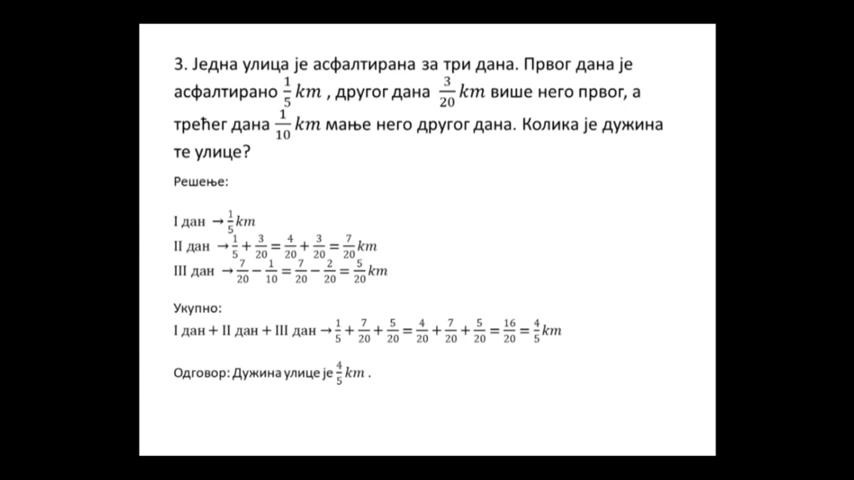 3. Једна улица је асфалтирана за три дана. Првог дана је
асфалтирано 1/5 km , другог дана 3/20 km више него првог, а
трећег дана 1/10 km мање него другог дана. Колика је дужина
те улице?
Решење:
I дан → 1/5 km
II дан → 1/5 + 3/20 = 4/20 + 3/20 = 7/20 km
III дан → 7/20 − 1/10 = 7/20 − 2/20 = 5/20 km
Укупно:
I дан + II дан + III дан → 1/5 + 7/20 + 5/20 = 4/20 + 7/20 + 5/20 = 16/20 = 4/5 km
Одговор: Дужина улице је 4/5 km .